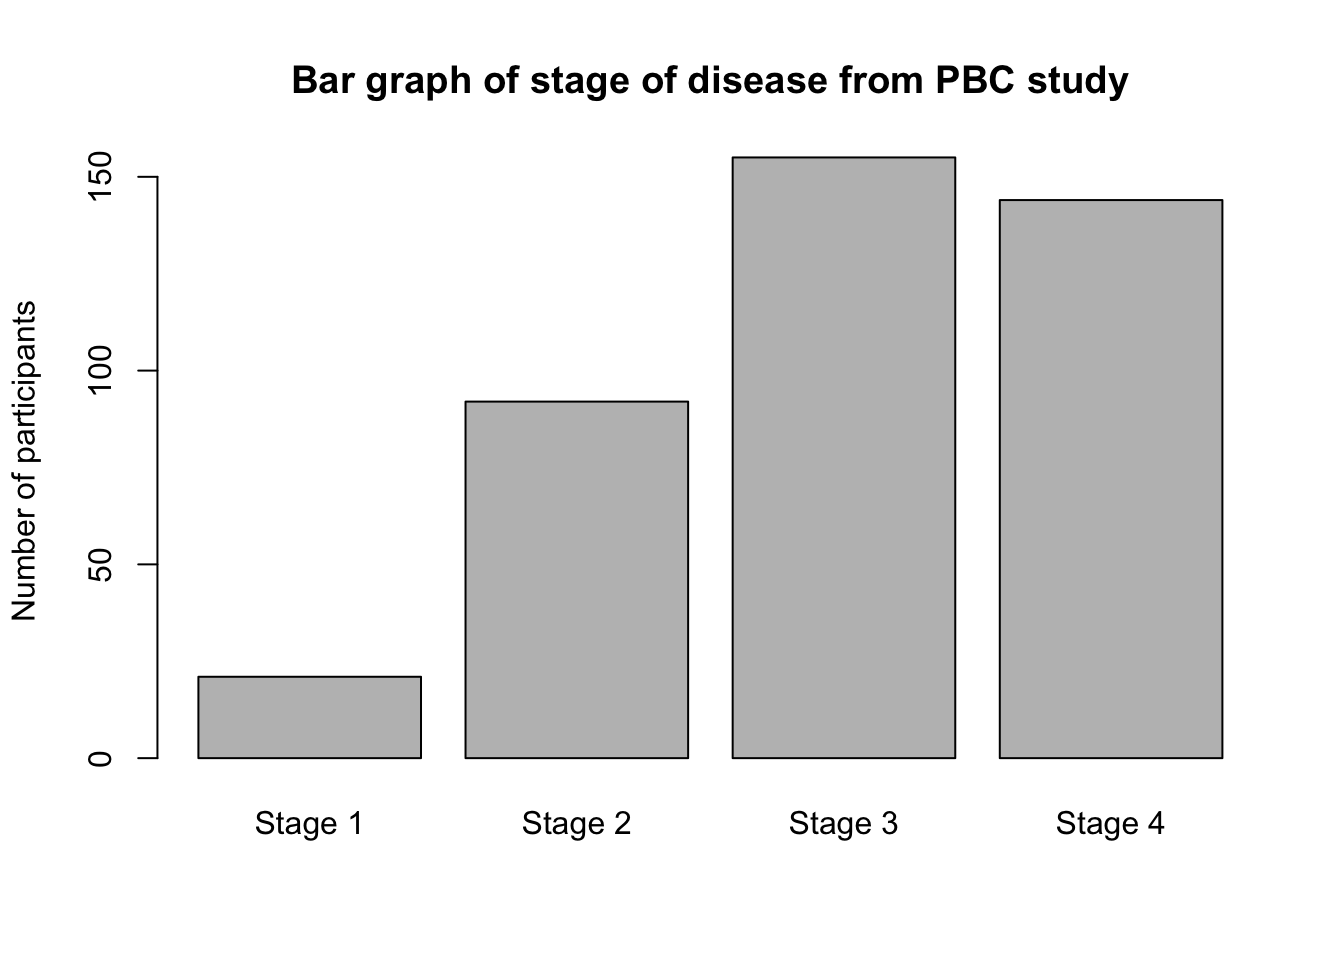 Bar graph of stage of disease from PBC study
Number of participants
150
100
50
0
Stage 1 Stage 2 Stage 3 Stage 4